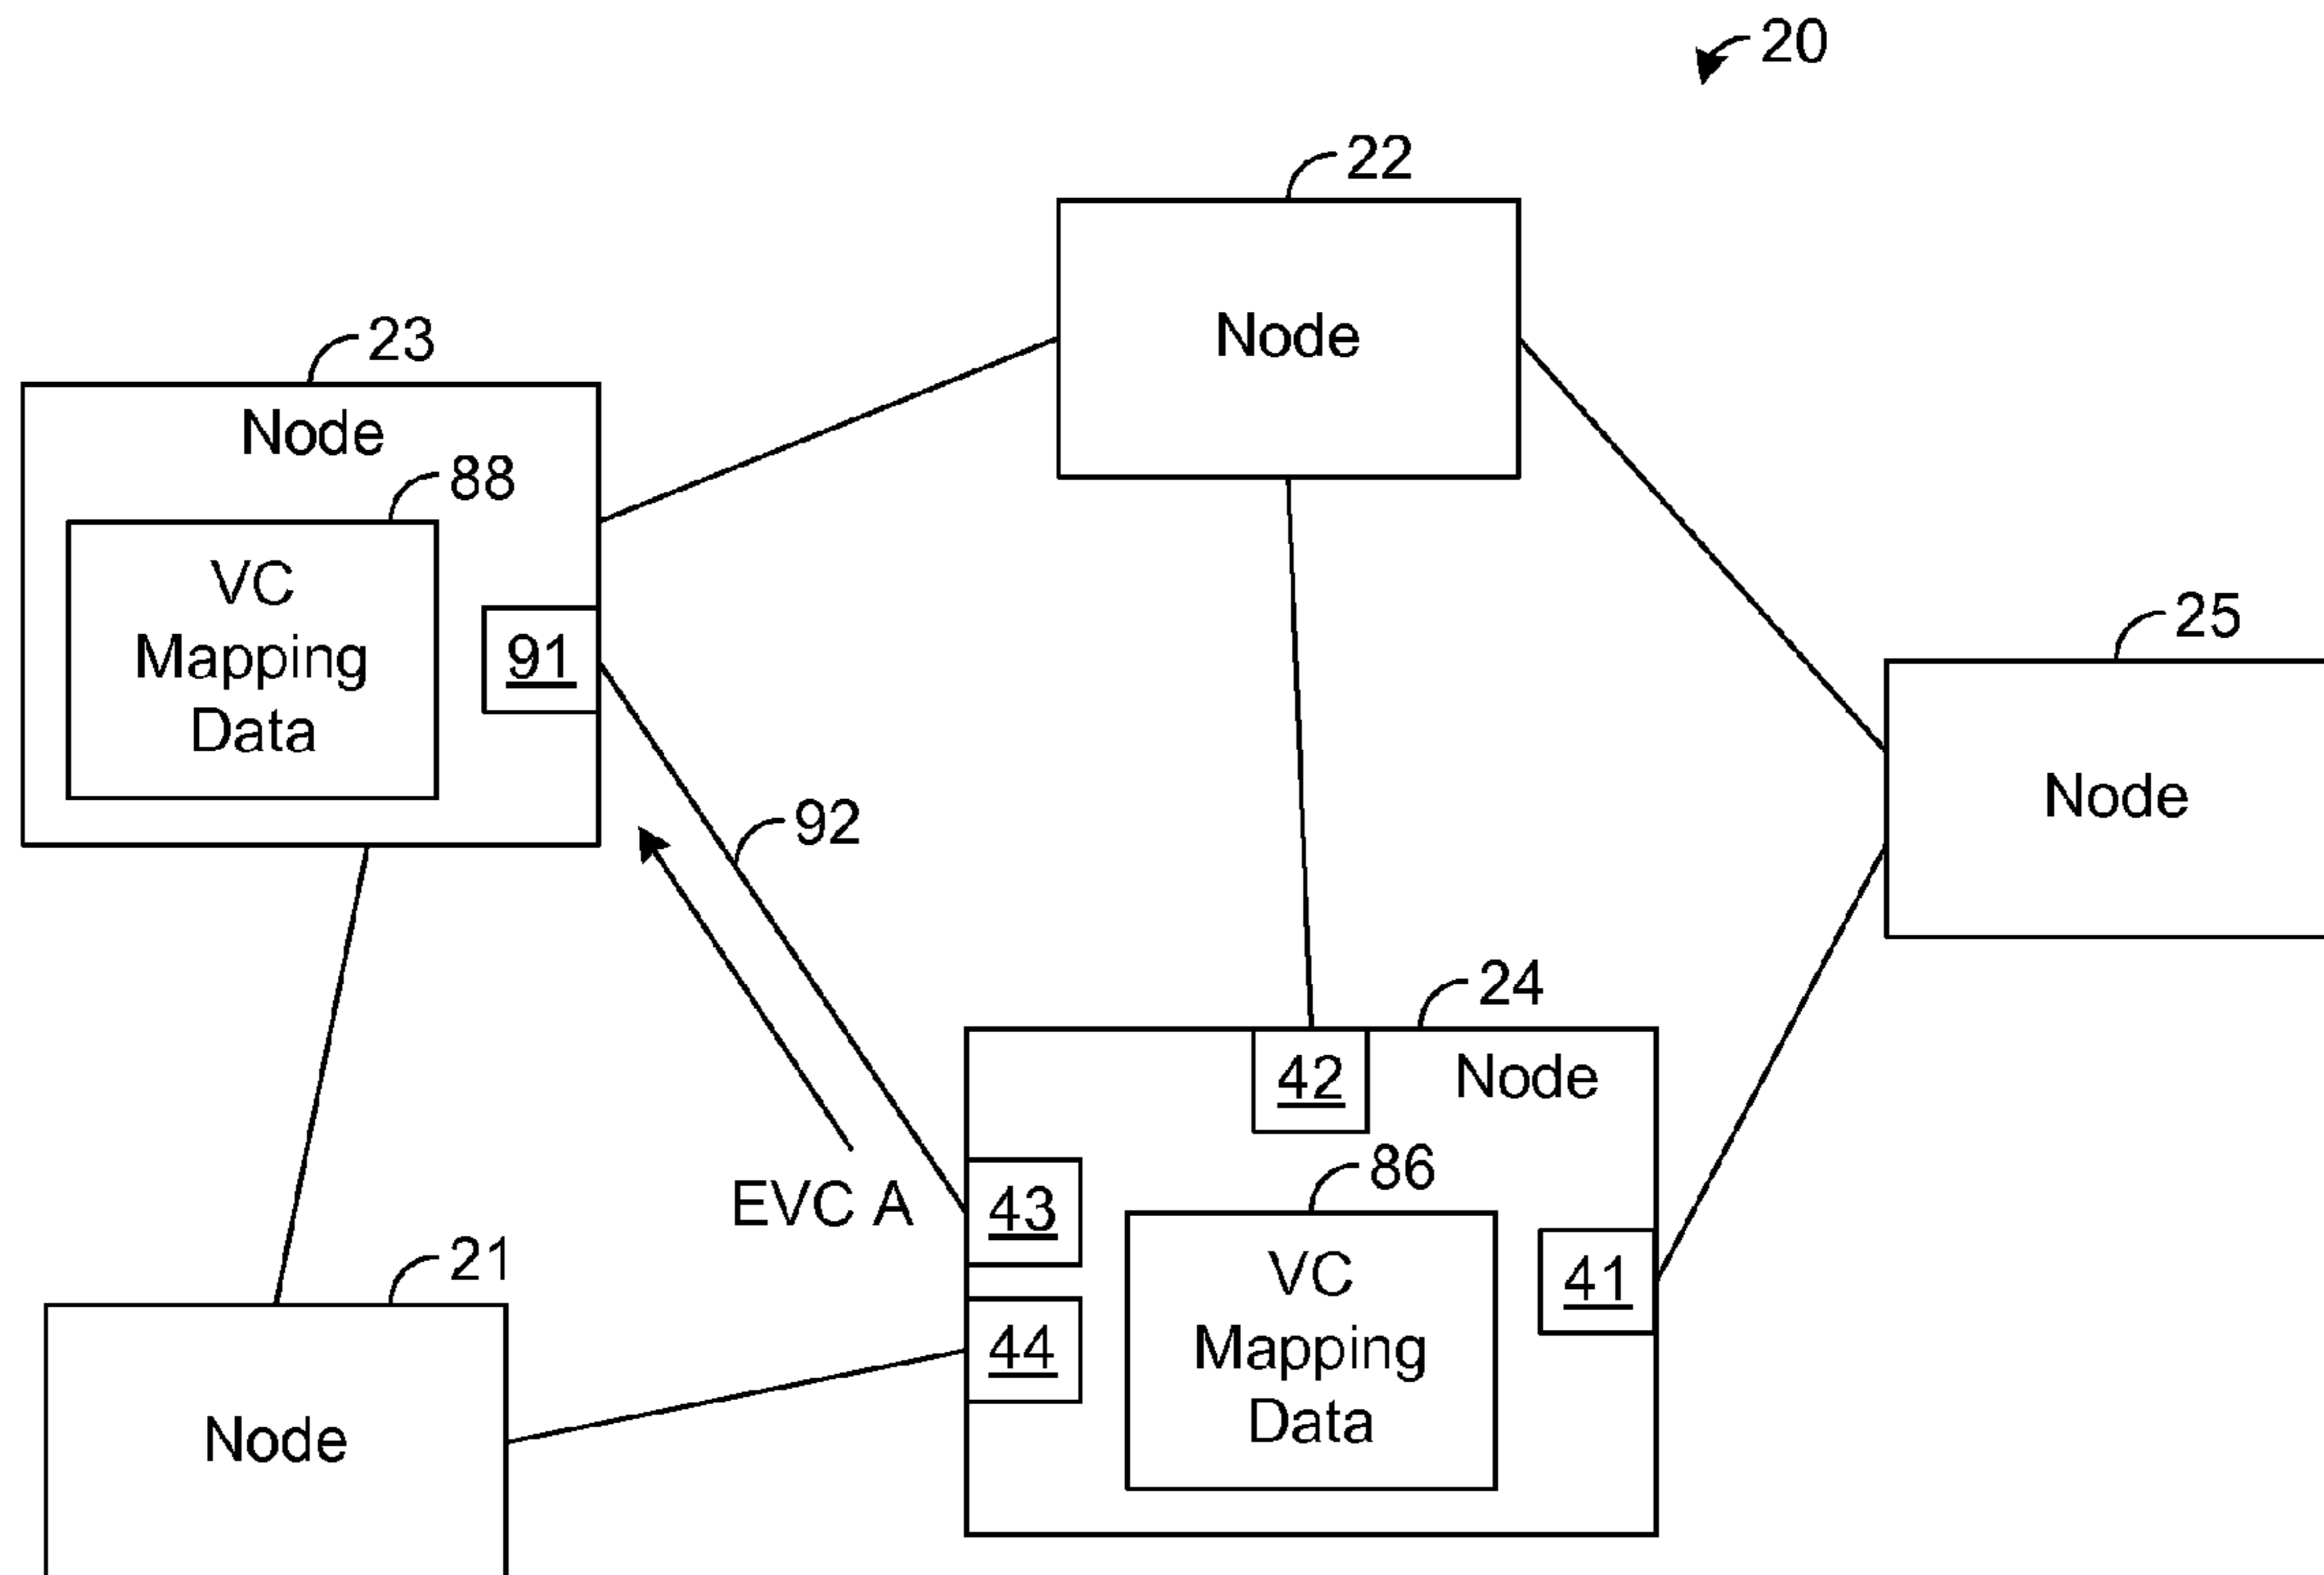 20
22
Node
23
Node
88
VC
Mapping
Data
91
25
Node
92
24
42
Node
EVC A
43
86
VC
Mapping
Data
41
44
21
Node